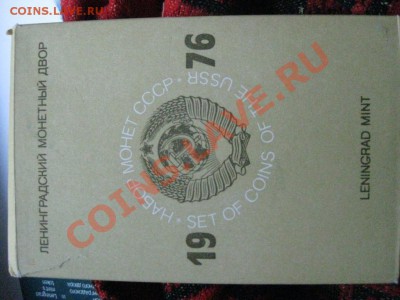 COINS.LAVE.RU
ЛЕНИНГРАДСКИЙ МОНЕТНЫЙ ДВОР
НАБОР МОНЕТ СССР · SET OF COINS OF THE USSR ·
19 76
LENINGRAD MINT
COINSLAVE.RU